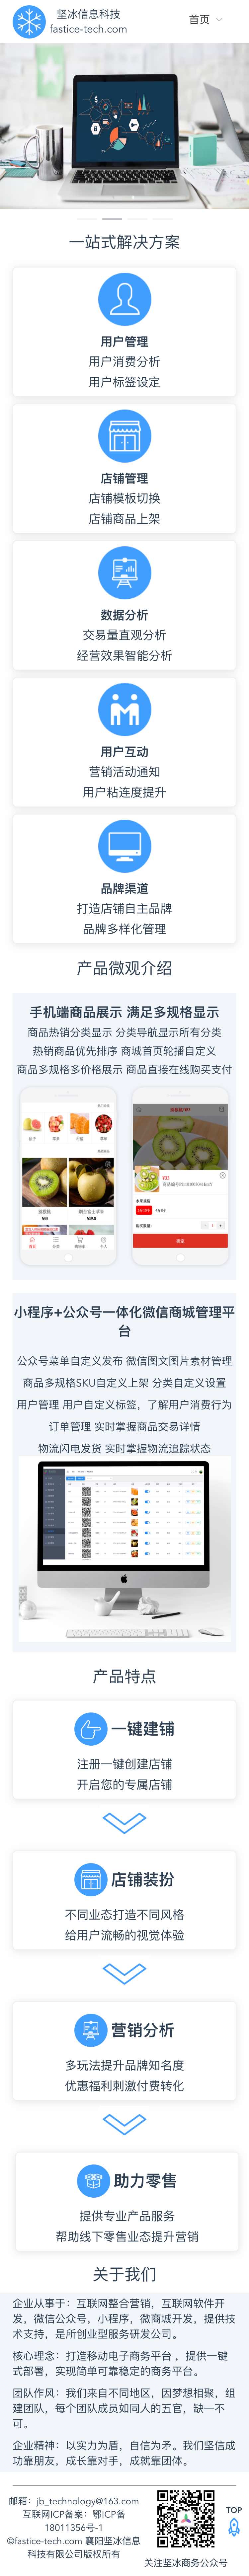 坚冰信息科技
fastice-tech.com
首页
一站式解决方案
用户管理
用户消费分析
用户标签设定
店铺管理
店铺模板切换
店铺商品上架
数据分析
交易量直观分析
经营效果智能分析
用户互动
营销活动通知
用户粘连度提升
品牌渠道
打造店铺自主品牌
品牌多样化管理
产品微观介绍
手机端商品展示 满足多规格显示
商品热销分类显示 分类导航显示所有分类
热销商品优先排序 商城首页轮播自定义
商品多规格多价格展示 商品直接在线购买支付
小程序+公众号一体化微信商城管理平
台
公众号菜单自定义发布 微信图文图片素材管理
商品多规格SKU自定义上架 分类自定义设置
用户管理 用户自定义标签，了解用户消费行为
订单管理 实时掌握商品交易详情
物流闪电发货 实时掌握物流追踪状态
产品特点
一键建铺
注册一键创建店铺
开启您的专属店铺
店铺装扮
不同业态打造不同风格
给用户流畅的视觉体验
营销分析
多玩法提升品牌知名度
优惠福利刺激付费转化
助力零售
提供专业产品服务
帮助线下零售业态提升营销
关于我们
企业从事于：互联网整合营销，互联网软件开
发，微信公众号，小程序，微商城开发，提供技
术支持，是所创业型服务研发公司。
核心理念：打造移动电子商务平台 ，提供一键
式部署，实现简单可靠稳定的商务平台。
团队作风：我们来自不同地区，因梦想相聚，组
建团队，每个团队成员如同人的五官，缺一不
可。
企业精神：以实力为盾，自信为矛。我们坚信成
功靠朋友，成长靠对手，成就靠团体。
邮箱：jb_technology@163.com
互联网ICP备案：鄂ICP备
18011356号-1
©fastice-tech.com 襄阳坚冰信息
科技有限公司版权所有
TOP
关注坚冰商务公众号